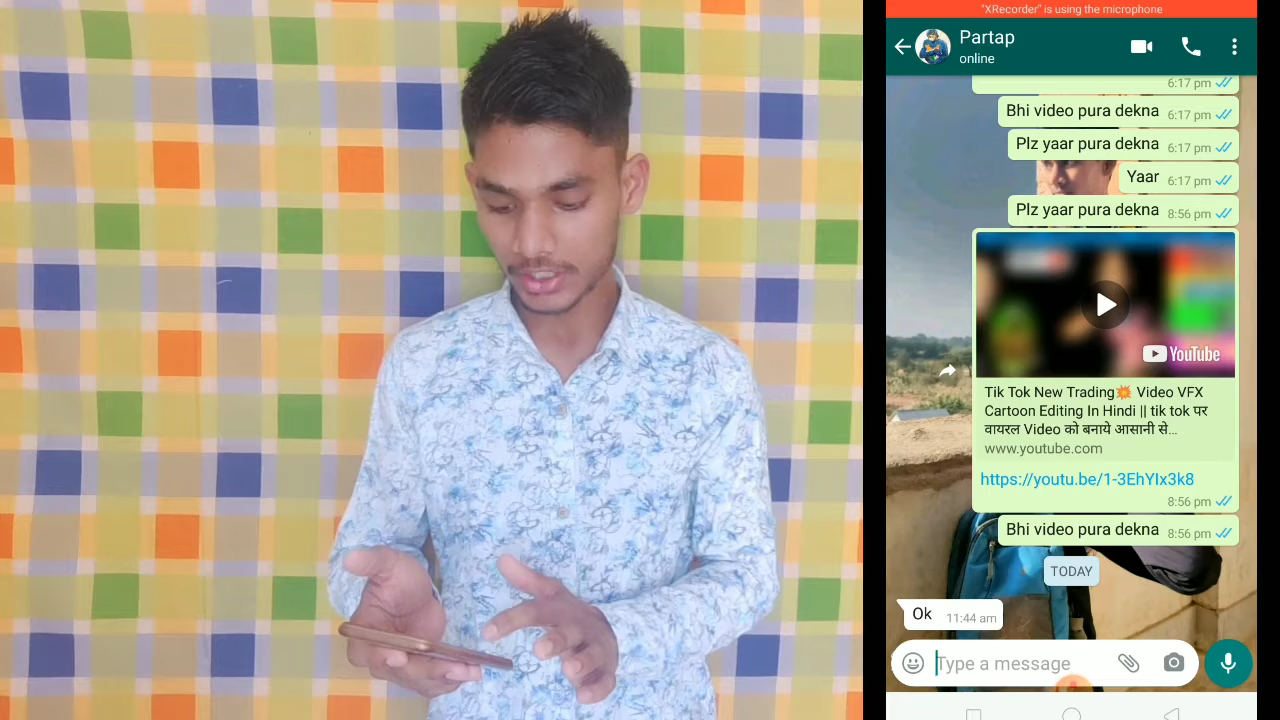 "XRecorder" is using the microphone
Partap
online
6:17 pm
Bhi video pura dekna 6:17 pm
Plz yaar pura dekna 6:17 pm
Yaar 6:17 pm
Plz yaar pura dekna 8:56 pm
YouTube
Tik Tok New Trading💥 Video VFX
Cartoon Editing In Hindi || tik tok पर
वायरल Video को बनाये आसानी से...
www.youtube.com
https://youtu.be/1-3EhYIx3k8
8:56 pm
Bhi video pura dekna 8:56 pm
TODAY
Ok 11:44 am
Type a message